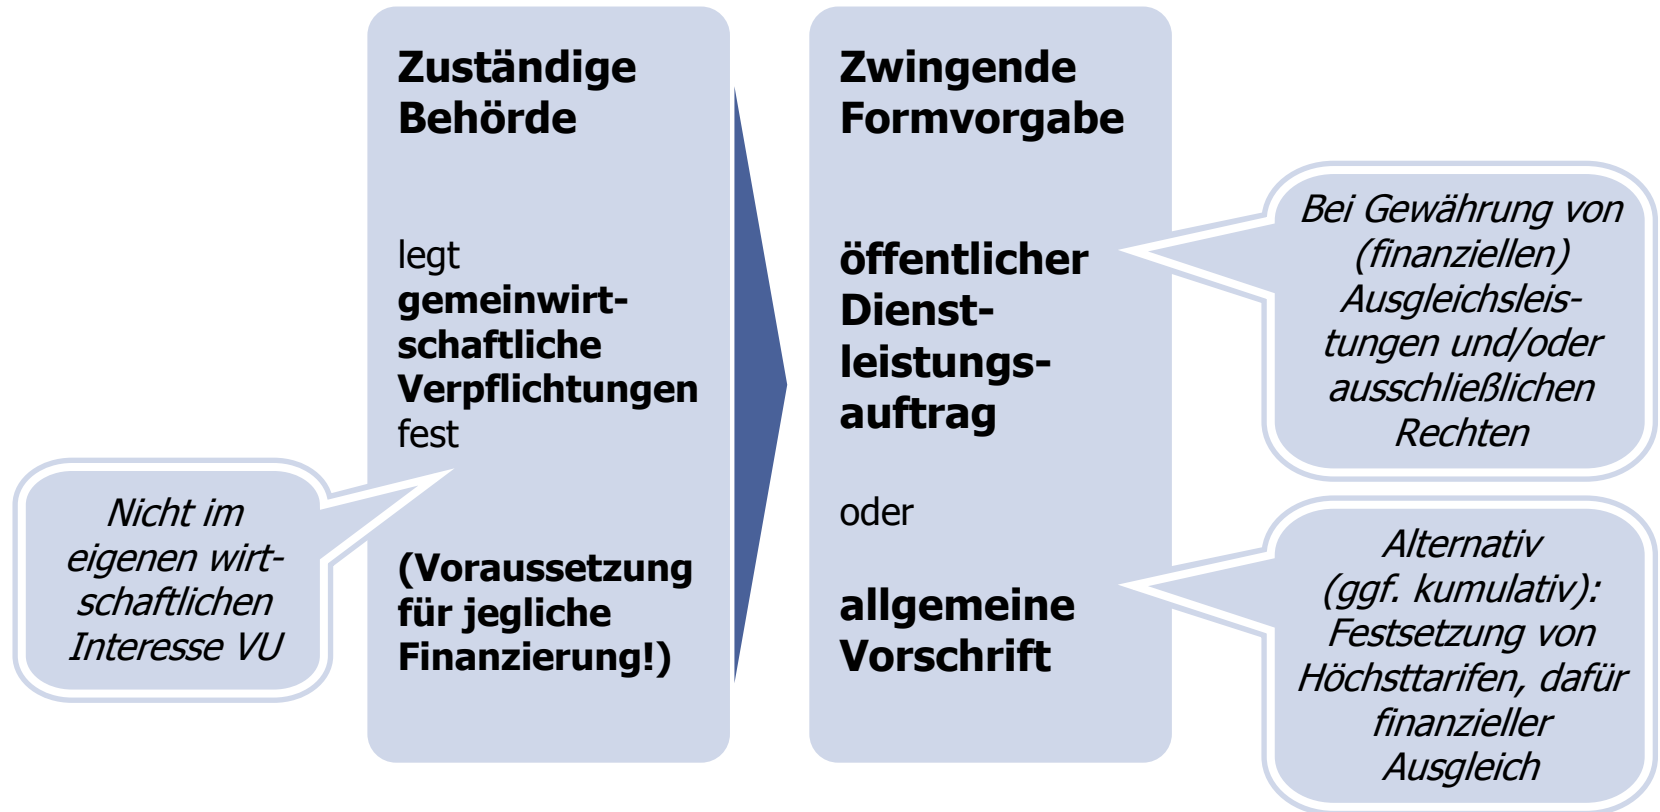 Zuständige
Behörde
legt
gemeinwirt-
schaftliche
Verpflichtungen
fest
(Voraussetzung
für jegliche
Finanzierung!)
Nicht im
eigenen wirt-
schaftlichen
Interesse VU
Zwingende
Formvorgabe
öffentlicher
Dienst-
leistungs-
auftrag
oder
allgemeine
Vorschrift
Bei Gewährung von
(finanziellen)
Ausgleichsleis-
tungen und/oder
ausschließlichen
Rechten
Alternativ
(ggf. kumulativ):
Festsetzung von
Höchsttarifen, dafür
finanzieller
Ausgleich